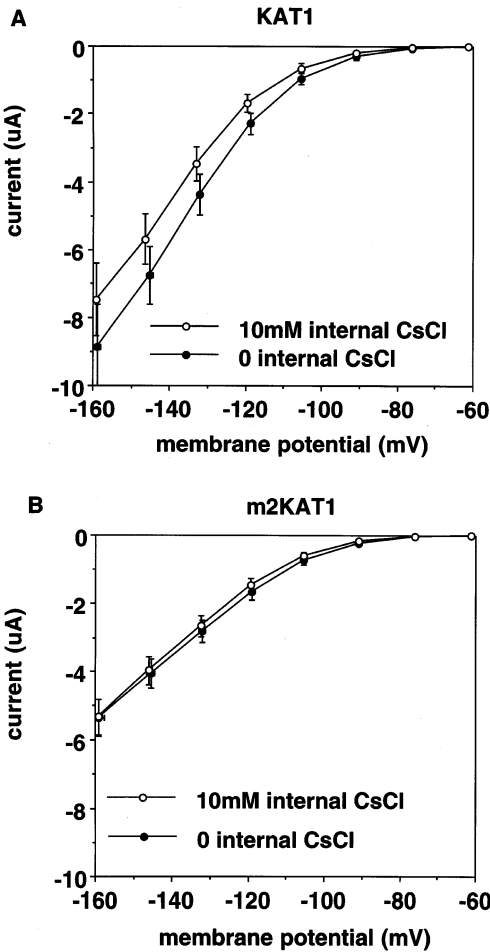 A
KAT1
0
-2
-4
-6
-8
-10
current (uA)
10mM internal CsCl
0 internal CsCl
-160 -140 -120 -100 -80 -60
membrane potential (mV)
B
m2KAT1
0
-2
-4
-6
-8
-10
current (uA)
10mM internal CsCl
0 internal CsCl
-160 -140 -120 -100 -80 -60
membrane potential (mV)